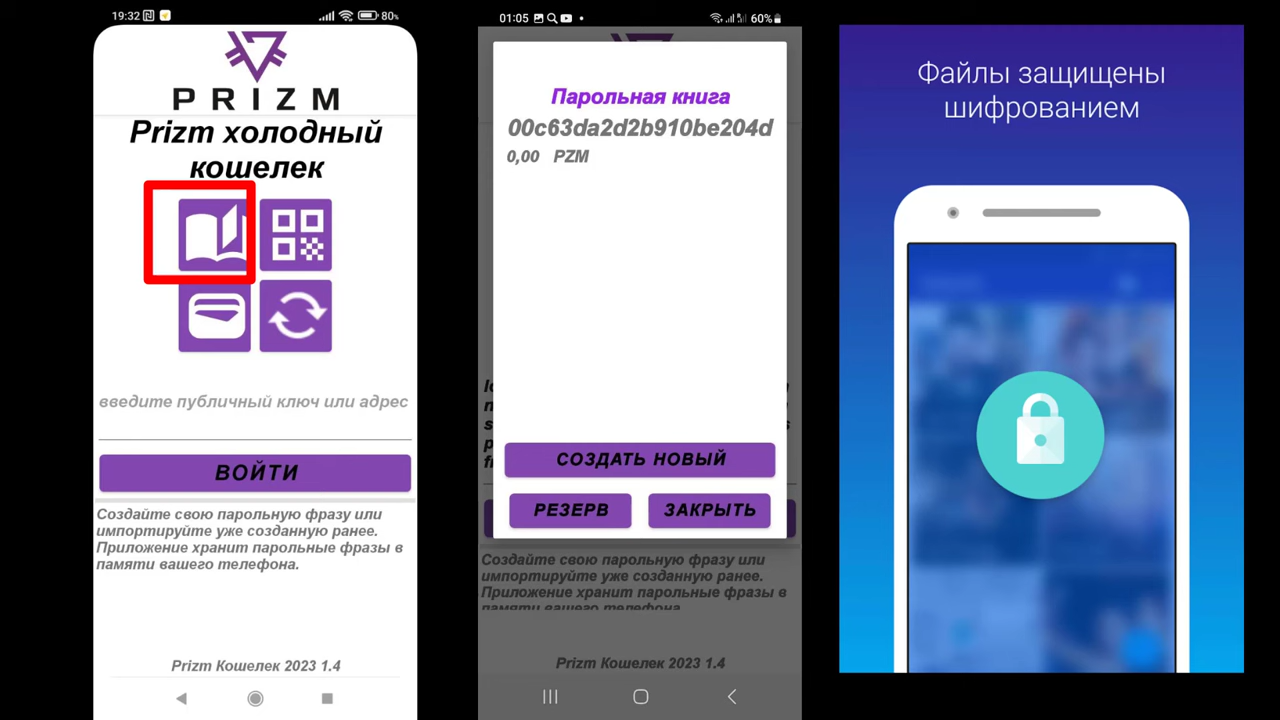 19:32
80%
PRIZM
Prizm холодный
кошелек
введите публичный ключ или адрес
ВОЙТИ
Создайте свою парольную фразу или
импортируйте уже созданную ранее.
Приложение хранит парольные фразы в
памяти вашего телефона.
Prizm Кошелек 2023 1.4
01:05
60%
Парольная книга
00c63da2d2b910be204d
0,00 PZM
СОЗДАТЬ НОВЫЙ
РЕЗЕРВ
ЗАКРЫТЬ
Создайте свою парольную фразу или
импортируйте уже созданную ранее.
Приложение хранит парольные фразы в
памяти вашего телефона
Prizm Кошелек 2023 1.4
Файлы защищены
шифрованием